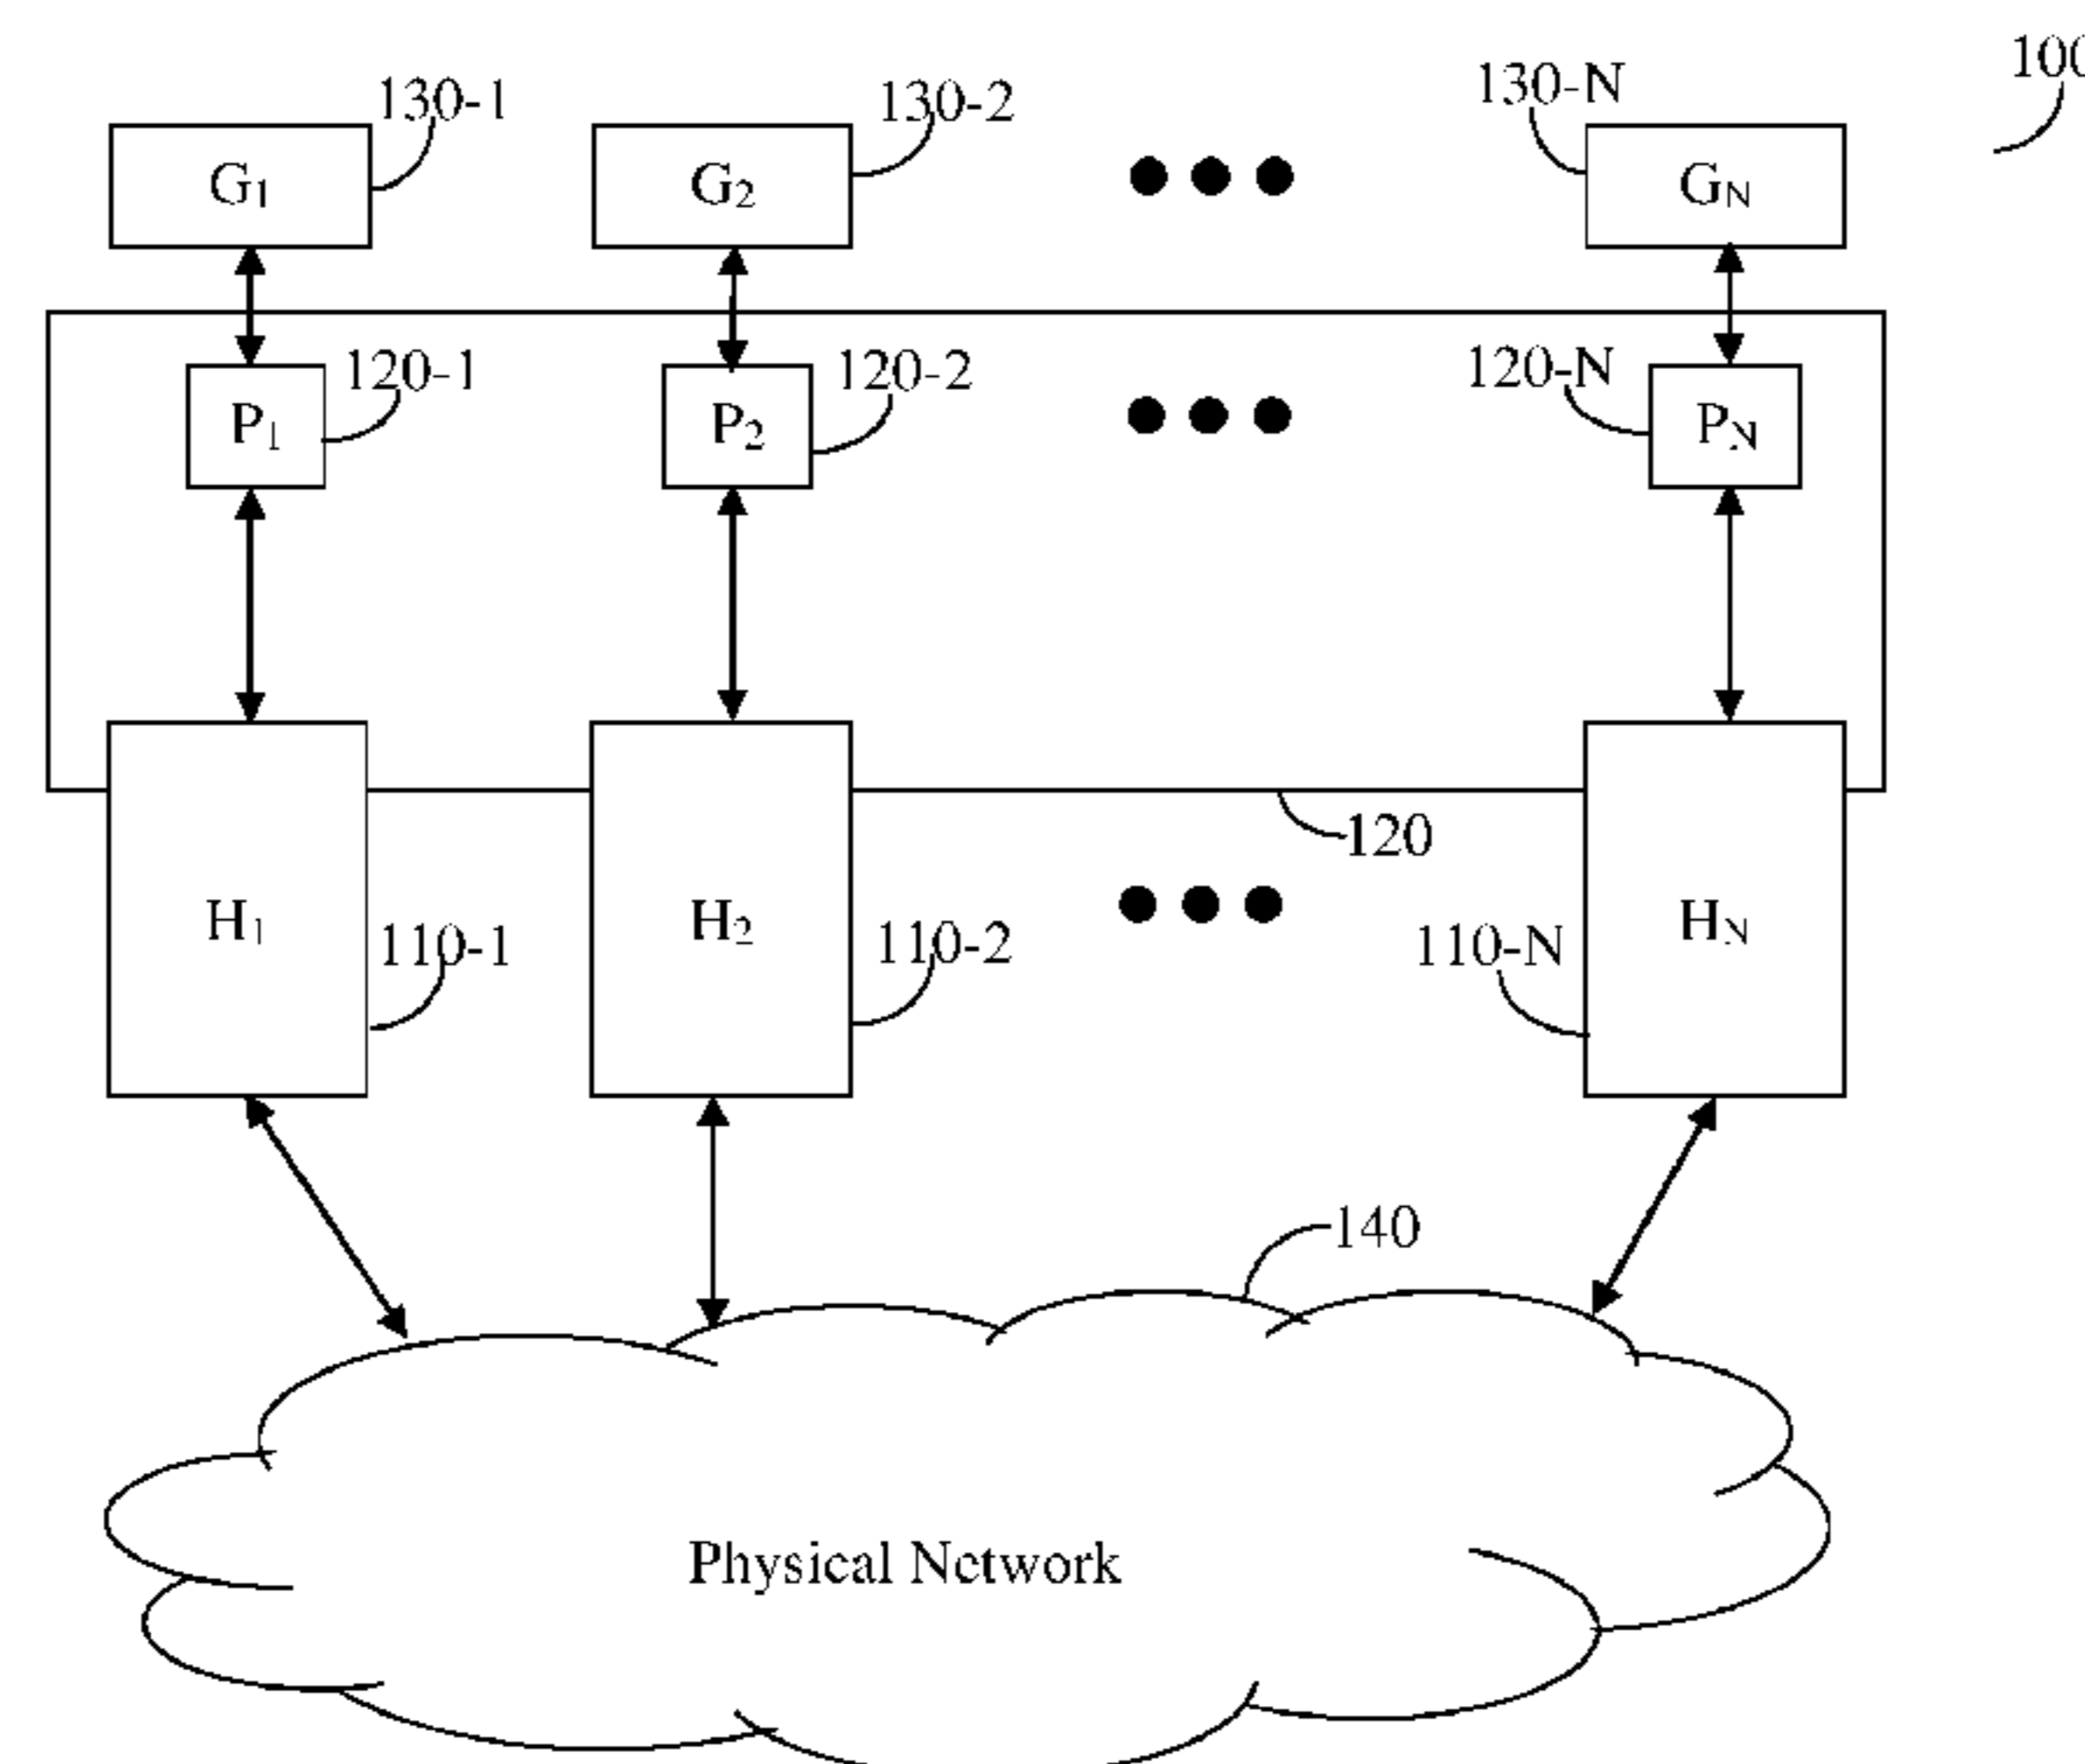 100
130-1
130-2
130-N
G1
G2
GN
120-1
120-2
120-N
P1
P2
PN
120
H1
H2
HN
110-1
110-2
110-N
140
Physical Network